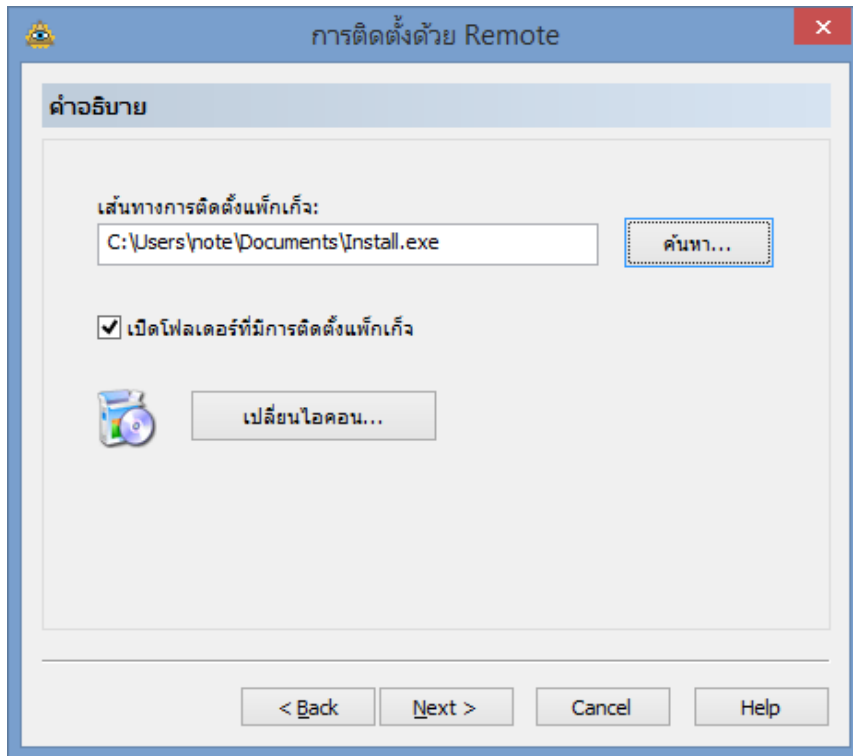 การติดตั้งด้วย Remote
คำอธิบาย
เส้นทางการติดตั้งแพ็กเก็จ:
C:\Users\note\Documents\Install.exe
ค้นหา...
เปิดโฟลเดอร์ที่มีการติดตั้งแพ็กเก็จ
เปลี่ยนไอคอน...
< Back
Next >
Cancel
Help